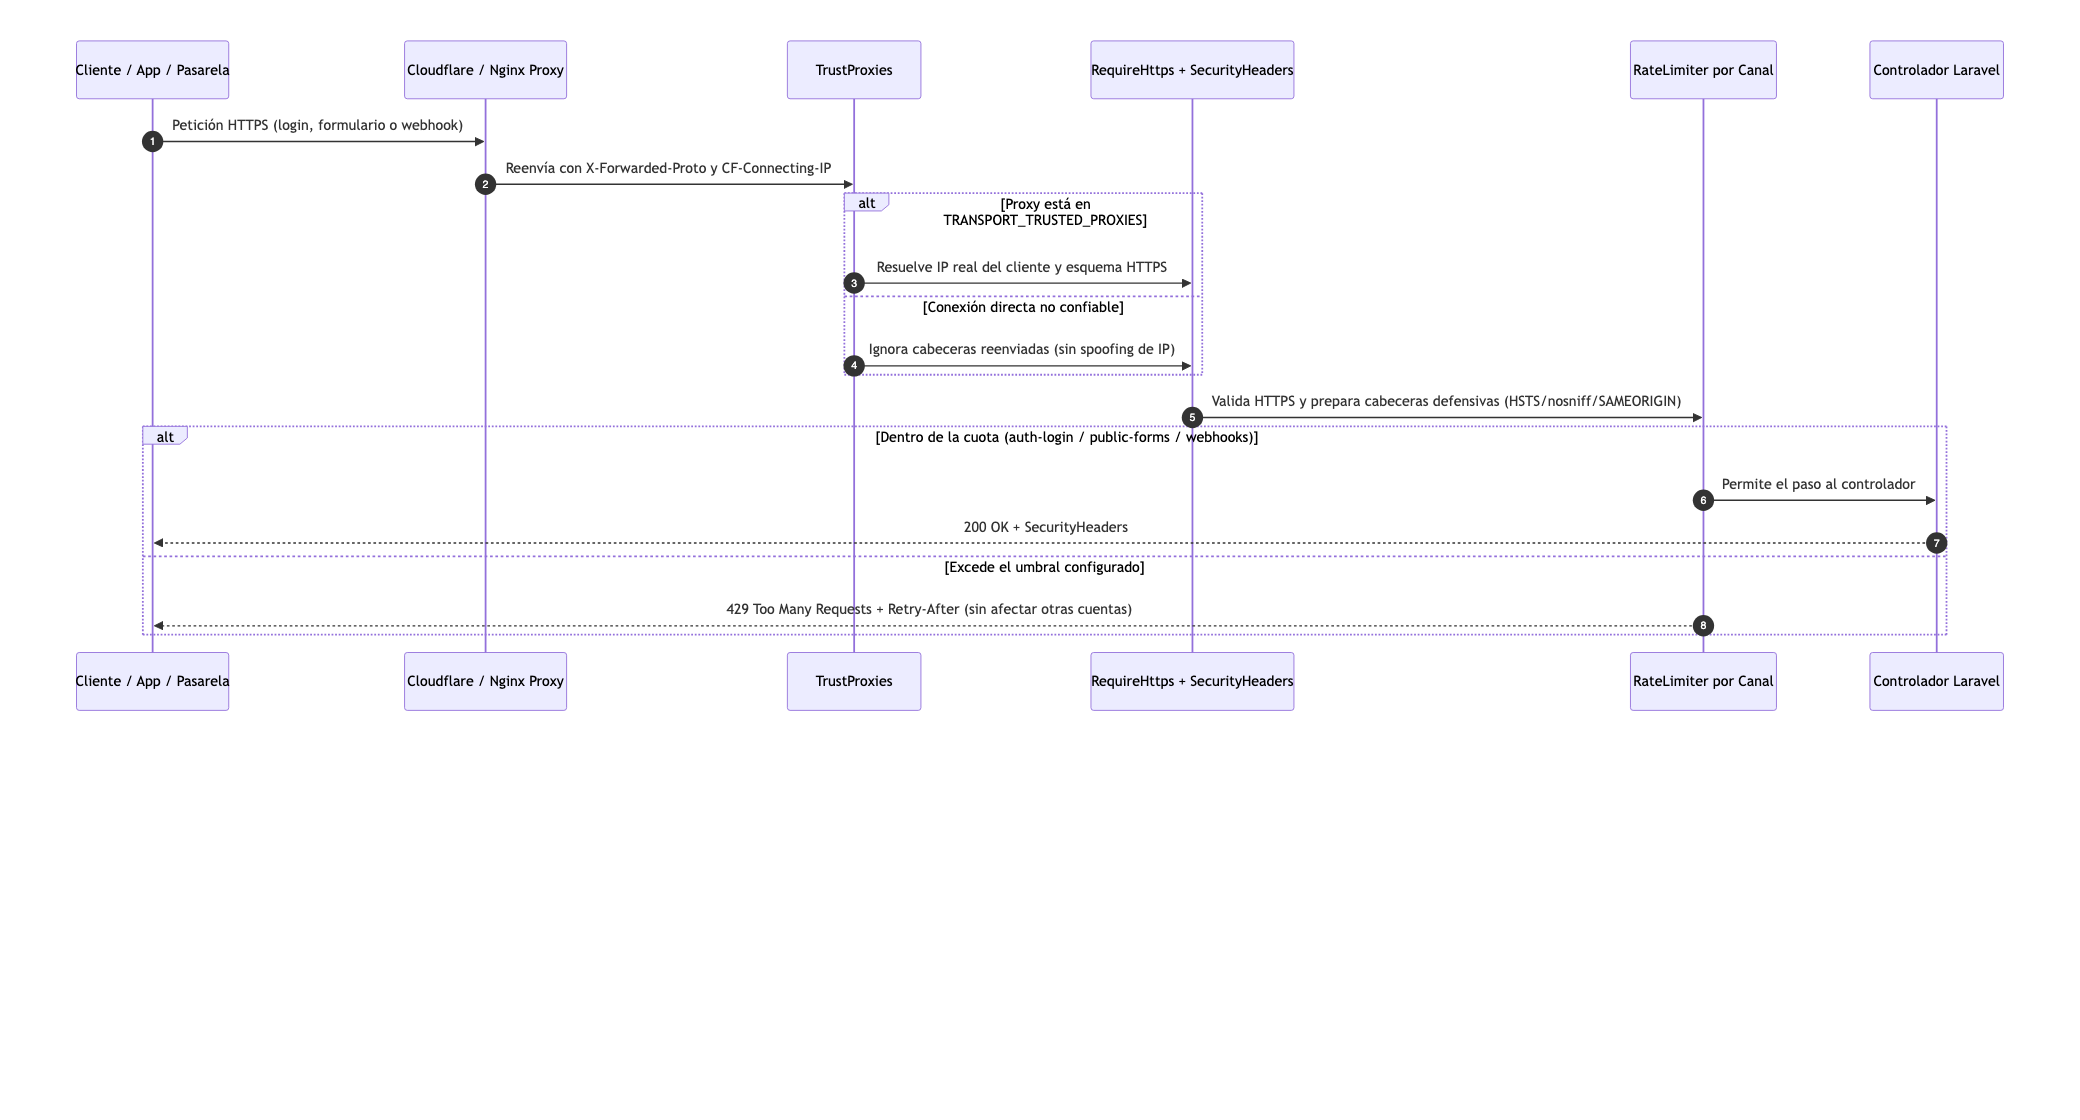 Cliente / App / Pasarela
Cloudflare / Nginx Proxy
TrustProxies
RequireHttps + SecurityHeaders
RateLimiter por Canal
Controlador Laravel
Petición HTTPS (login, formulario o webhook)
1
Reenvía con X-Forwarded-Proto y CF-Connecting-IP
2
alt
[Proxy está en
TRANSPORT_TRUSTED_PROXIES]
Resuelve IP real del cliente y esquema HTTPS
3
[Conexión directa no confiable]
Ignora cabeceras reenviadas (sin spoofing de IP)
4
Valida HTTPS y prepara cabeceras defensivas (HSTS/nosniff/SAMEORIGIN)
5
alt
[Dentro de la cuota (auth-login / public-forms / webhooks)]
Permite el paso al controlador
6
200 OK + SecurityHeaders
7
[Excede el umbral configurado]
429 Too Many Requests + Retry-After (sin afectar otras cuentas)
8
Cliente / App / Pasarela
Cloudflare / Nginx Proxy
TrustProxies
RequireHttps + SecurityHeaders
RateLimiter por Canal
Controlador Laravel